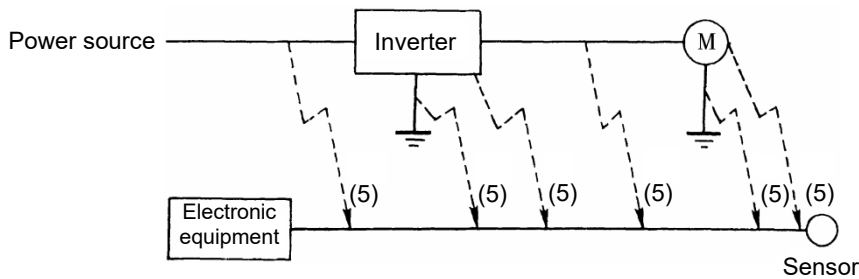 Power source
Inverter
M
(5)
(5)
(5)
(5)
(5)
(5)
Electronic
equipment
Sensor